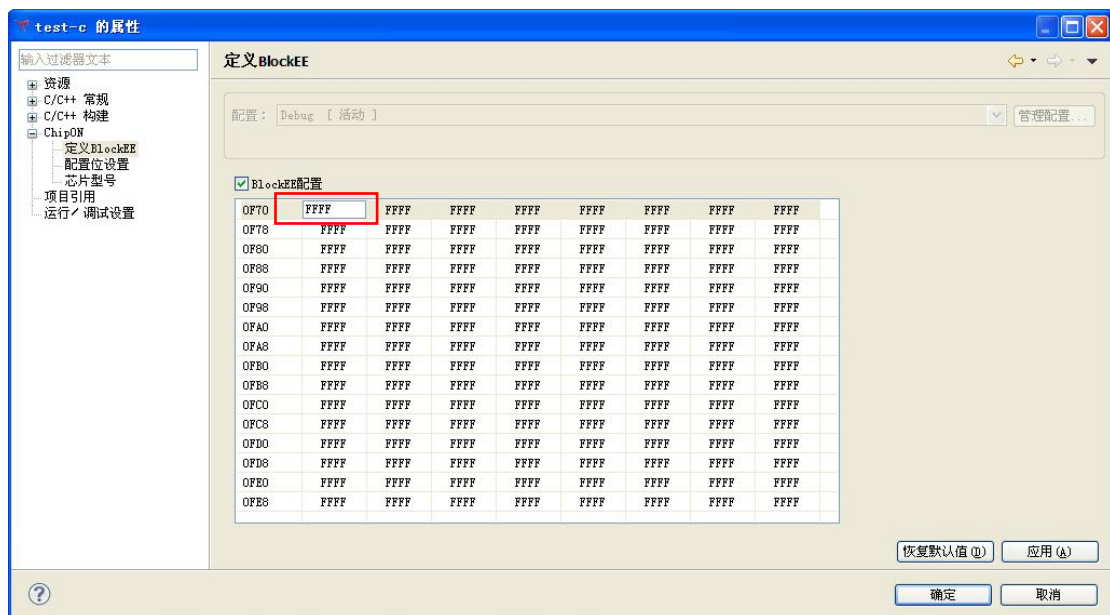 test-c 的属性
输入过滤器文本
资源
C/C++ 常规
C/C++ 构建
ChipON
定义BlockEE
配置位设置
芯片型号
项目引用
运行/调试设置
定义BlockEE
配置： Debug [ 活动 ] 管理配置...
BlockEE配置
0F70 FFFF FFFF FFFF FFFF FFFF FFFF FFFF FFFF
0F78 FFFF FFFF FFFF FFFF FFFF FFFF FFFF FFFF
0F80 FFFF FFFF FFFF FFFF FFFF FFFF FFFF FFFF
0F88 FFFF FFFF FFFF FFFF FFFF FFFF FFFF FFFF
0F90 FFFF FFFF FFFF FFFF FFFF FFFF FFFF FFFF
0F98 FFFF FFFF FFFF FFFF FFFF FFFF FFFF FFFF
0FA0 FFFF FFFF FFFF FFFF FFFF FFFF FFFF FFFF
0FA8 FFFF FFFF FFFF FFFF FFFF FFFF FFFF FFFF
0FB0 FFFF FFFF FFFF FFFF FFFF FFFF FFFF FFFF
0FB8 FFFF FFFF FFFF FFFF FFFF FFFF FFFF FFFF
0FC0 FFFF FFFF FFFF FFFF FFFF FFFF FFFF FFFF
0FC8 FFFF FFFF FFFF FFFF FFFF FFFF FFFF FFFF
0FD0 FFFF FFFF FFFF FFFF FFFF FFFF FFFF FFFF
0FD8 FFFF FFFF FFFF FFFF FFFF FFFF FFFF FFFF
0FE0 FFFF FFFF FFFF FFFF FFFF FFFF FFFF FFFF
0FE8 FFFF FFFF FFFF FFFF FFFF FFFF FFFF FFFF
恢复默认值(D) 应用(A)
确定 取消